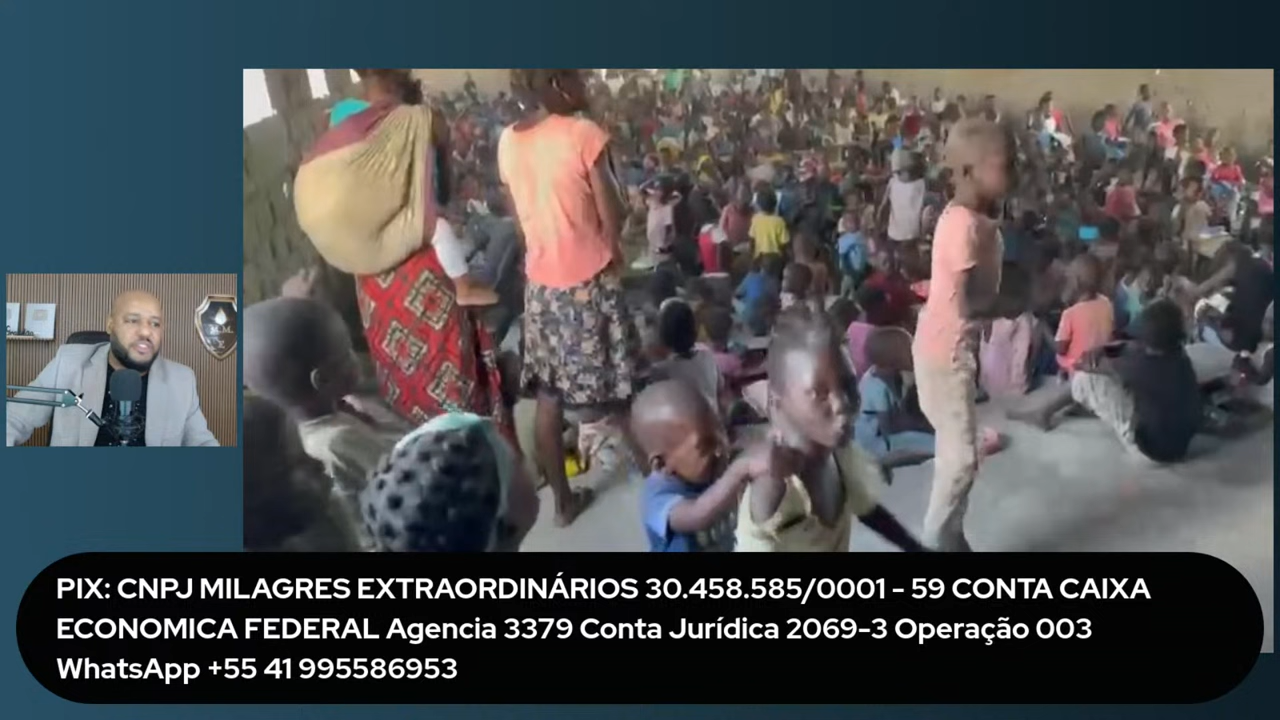 PIX: CNPJ MILAGRES EXTRAORDINÁRIOS 30.458.585/0001 - 59 CONTA CAIXA
ECONOMICA FEDERAL Agencia 3379 Conta Jurídica 2069-3 Operação 003
WhatsApp +55 41 995586953